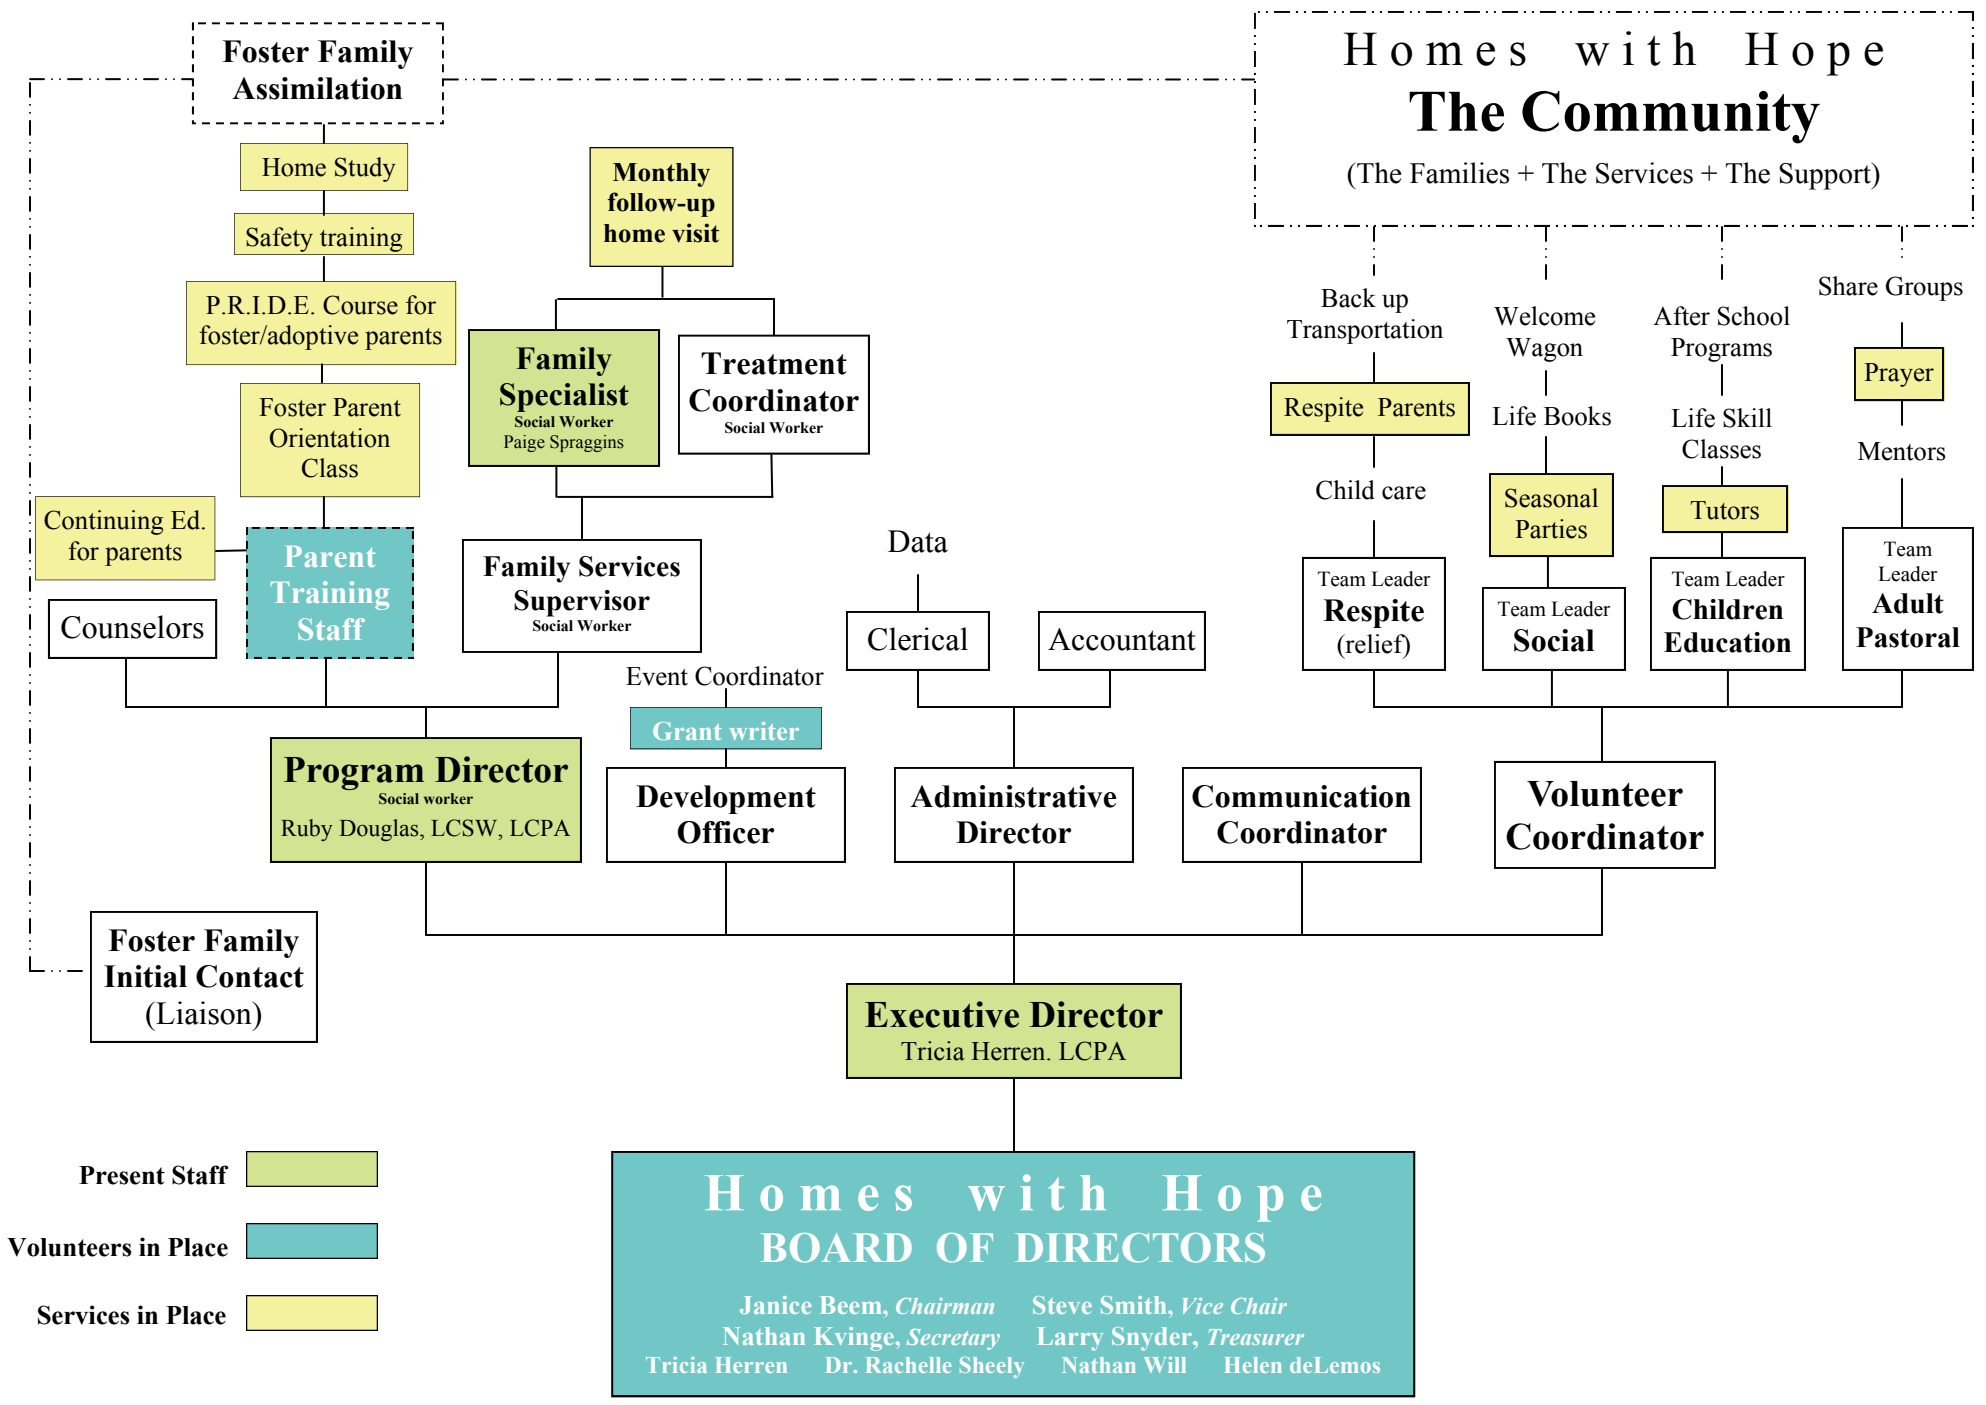 Foster Family
Assimilation
Homes with Hope
The Community
(The Families + The Services + The Support)
Home Study
Safety training
P.R.I.D.E. Course for
foster/adoptive parents
Foster Parent
Orientation
Class
Continuing Ed.
for parents
Parent
Training
Staff
Counselors
Monthly
follow-up
home visit
Family
Specialist
Social Worker
Paige Spraggins
Treatment
Coordinator
Social Worker
Family Services
Supervisor
Social Worker
Data
Clerical
Accountant
Event Coordinator
Grant writer
Back up
Transportation
Respite Parents
Child care
Team Leader
Respite
(relief)
Welcome
Wagon
Life Books
Seasonal
Parties
Team Leader
Social
After School
Programs
Life Skill
Classes
Tutors
Team Leader
Children
Education
Share Groups
Prayer
Mentors
Team
Leader
Adult
Pastoral
Program Director
Social worker
Ruby Douglas, LCSW, LCPA
Development
Officer
Administrative
Director
Communication
Coordinator
Volunteer
Coordinator
Foster Family
Initial Contact
(Liaison)
Executive Director
Tricia Herren. LCPA
Present Staff
Volunteers in Place
Services in Place
Homes with Hope
BOARD OF DIRECTORS
Janice Beem, Chairman Steve Smith, Vice Chair
Nathan Kvinge, Secretary Larry Snyder, Treasurer
Tricia Herren Dr. Rachelle Sheely Nathan Will Helen deLemos